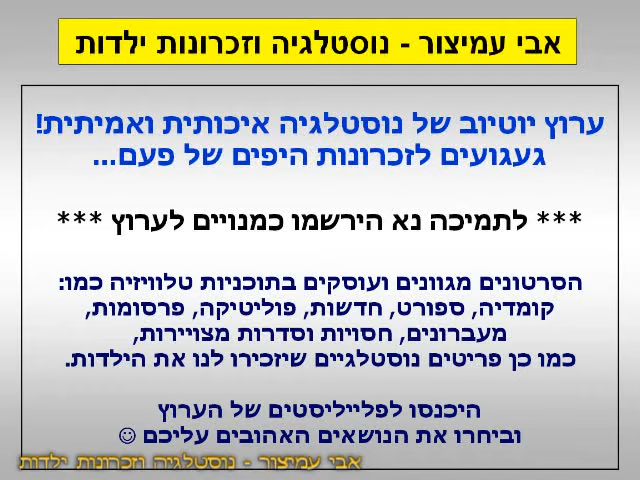 אבי עמיצור - נוסטלגיה וזכרונות ילדות
ערוץ יוטיוב של נוסטלגיה איכותית ואמיתית!
געגועים לזכרונות היפים של פעם...
*** לתמיכה נא הירשמו כמנויים לערוץ ***
הסרטונים מגוונים ועוסקים בתוכניות טלוויזיה כמו:
קומדיה, ספורט, חדשות, פוליטיקה, פרסומות,
מעברונים, חסויות וסדרות מצויירות,
כמו כן פריטים נוסטלגיים שיזכירו לנו את הילדות.
היכנסו לפלייליסטים של הערוץ
וביחרו את הנושאים האהובים עליכם ☺
אבי עמיצור - נוסטלגיה וזכרונות ילדות